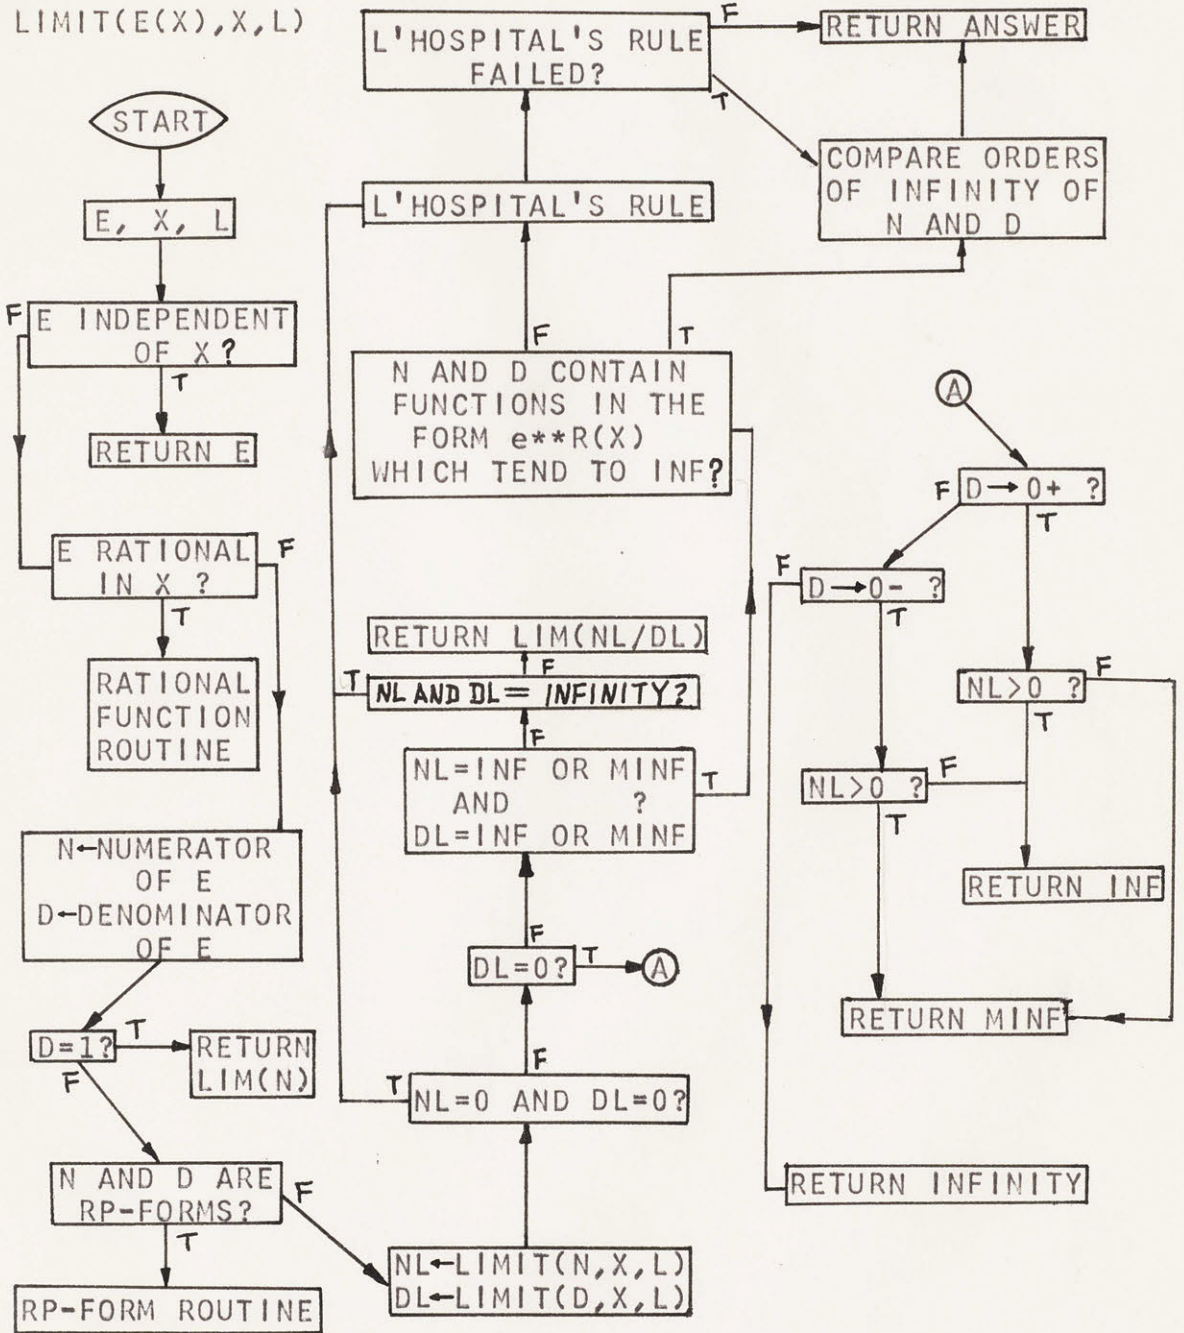 LIMIT(E(X),X,L)
START
E, X, L
F
E INDEPENDENT
OF X?
T
RETURN E
E RATIONAL
IN X ?
F
T
RATIONAL
FUNCTION
ROUTINE
N←NUMERATOR
OF E
D←DENOMINATOR
OF E
D=1?
T
RETURN
LIM(N)
F
N AND D ARE
RP-FORMS?
F
T
RP-FORM ROUTINE
L'HOSPITAL'S RULE
FAILED?
F
T
RETURN ANSWER
COMPARE ORDERS
OF INFINITY OF
N AND D
L'HOSPITAL'S RULE
F
T
N AND D CONTAIN
FUNCTIONS IN THE
FORM e**R(X)
WHICH TEND TO INF?
RETURN LIM(NL/DL)
F
T
NL AND DL = INFINITY?
F
NL=INF OR MINF
AND ?
DL=INF OR MINF
T
F
DL=0?
T
A
F
T
NL=0 AND DL=0?
NL←LIMIT(N,X,L)
DL←LIMIT(D,X,L)
A
F
D→0+ ?
T
F
D→0- ?
T
NL>0 ?
F
T
NL>0 ?
F
T
RETURN INF
RETURN MINF
RETURN INFINITY